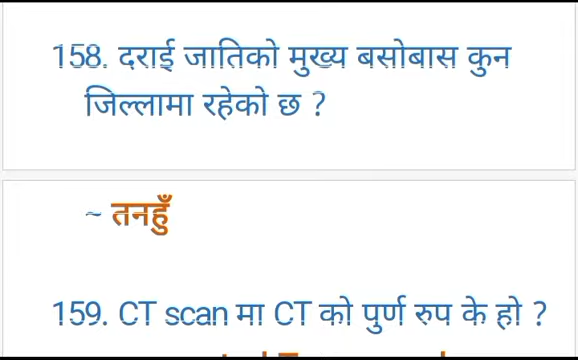 158. दराई जातिको मुख्य बसोबास कुन
जिल्लामा रहेको छ ?
~ तनहुँ
159. CT scan मा CT को पुर्ण रुप के हो ?